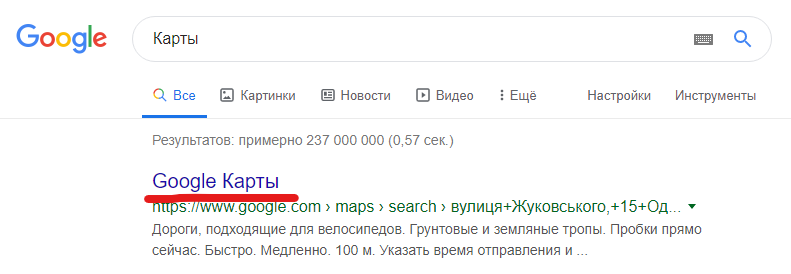 Google
Карты
Все Картинки Новости Видео Ещё Настройки Инструменты
Результатов: примерно 237 000 000 (0,57 сек.)
Google Карты
https://www.google.com › maps › search › вулиця+Жуковського,+15+Од...
Дороги, подходящие для велосипедов. Грунтовые и земляные тропы. Пробки прямо
сейчас. Быстро. Медленно. 100 м. Указать время отправления и ...